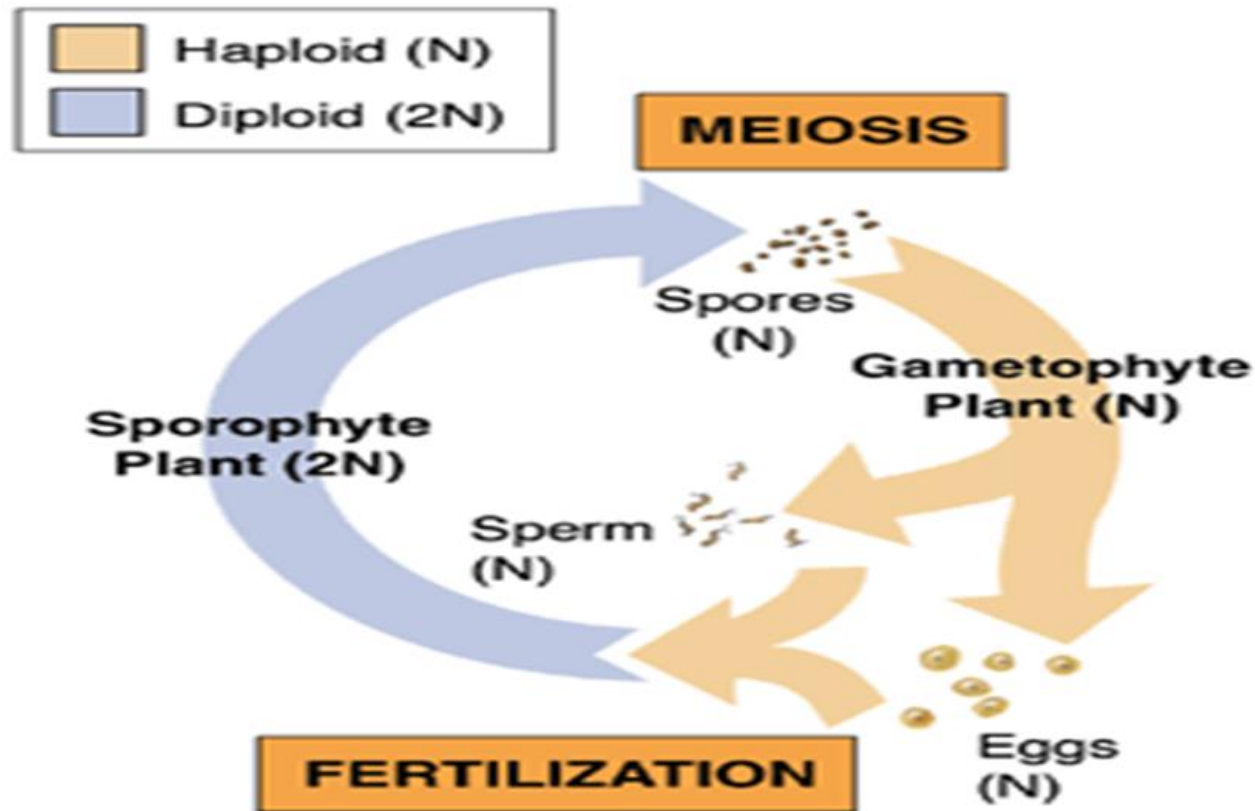 Haploid (N)
Diploid (2N)
MEIOSIS
Spores
(N)
Gametophyte
Plant (N)
Sporophyte
Plant (2N)
Sperm
(N)
Eggs
(N)
FERTILIZATION